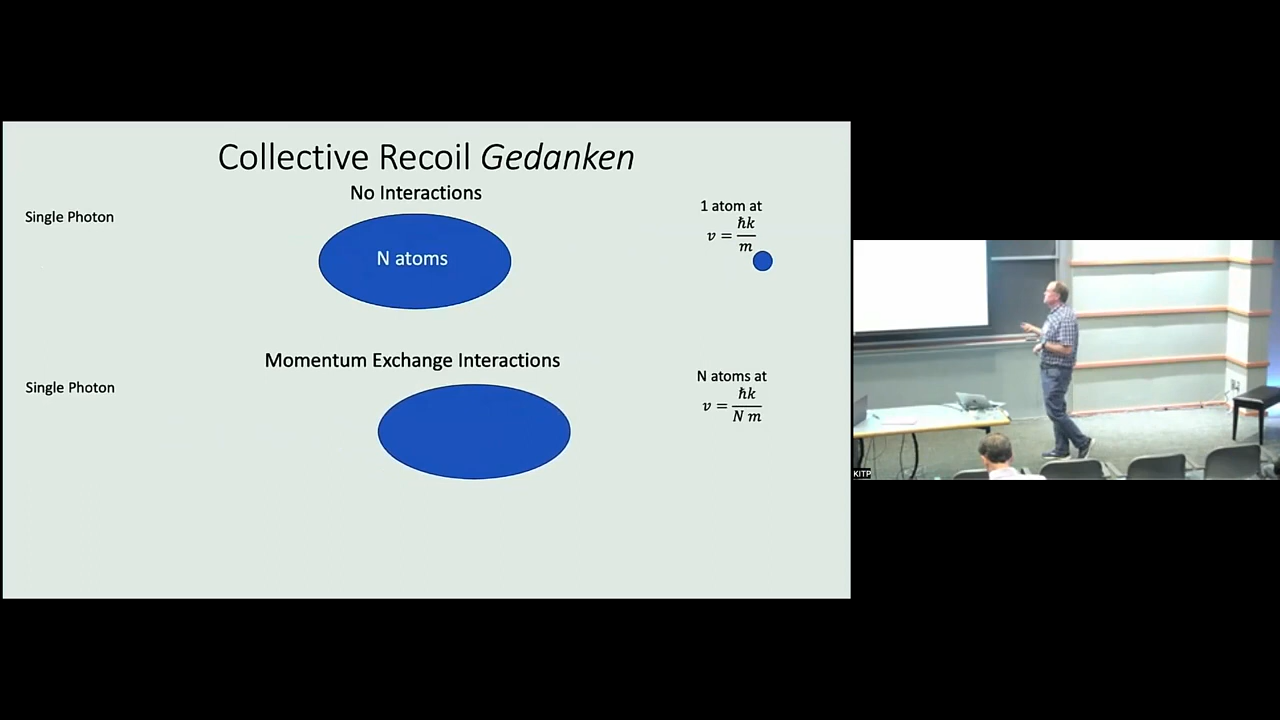 Collective Recoil Gedanken
No Interactions
Single Photon
N atoms
1 atom at
v = ħk/m
Momentum Exchange Interactions
Single Photon
N atoms at
v = ħk/(N m)
KITP